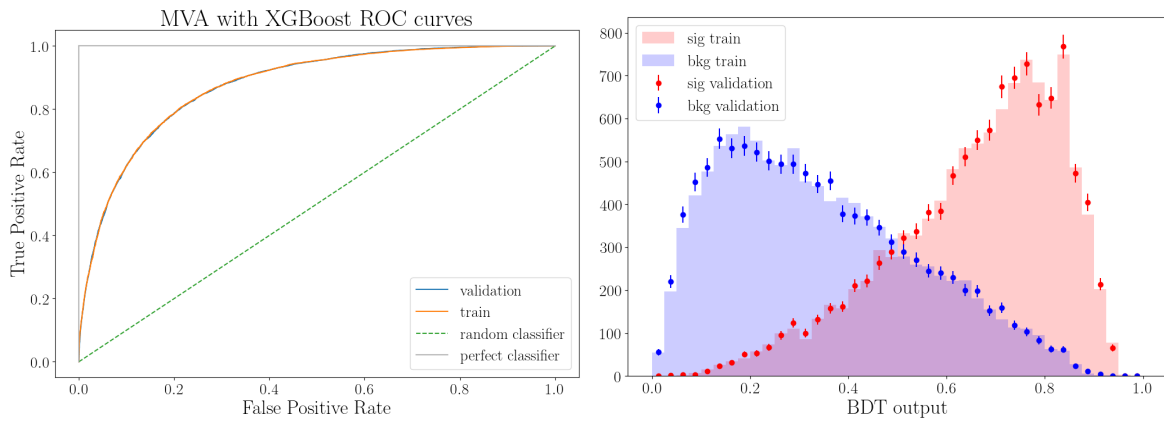 MVA with XGBoost ROC curves
True Positive Rate
1.0
0.8
0.6
0.4
0.2
0.0
validation
train
random classifier
perfect classifier
0.0 0.2 0.4 0.6 0.8 1.0
False Positive Rate
800
700
600
500
400
300
200
100
0
sig train
bkg train
sig validation
bkg validation
0.0 0.2 0.4 0.6 0.8 1.0
BDT output